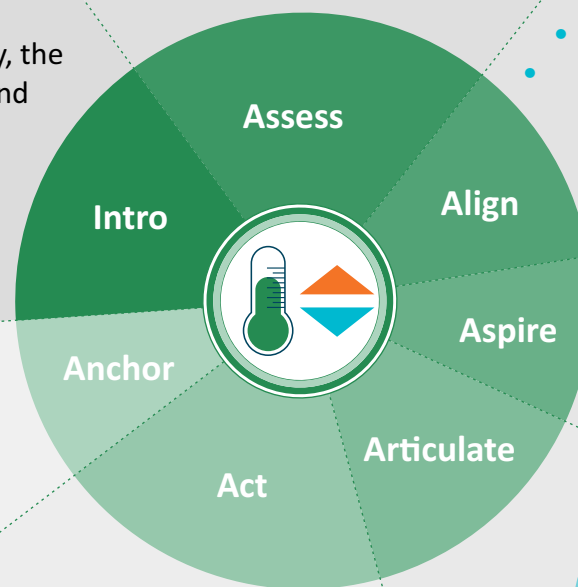 y, the
nd
Assess
Align
Aspire
Articulate
Act
Anchor
Intro